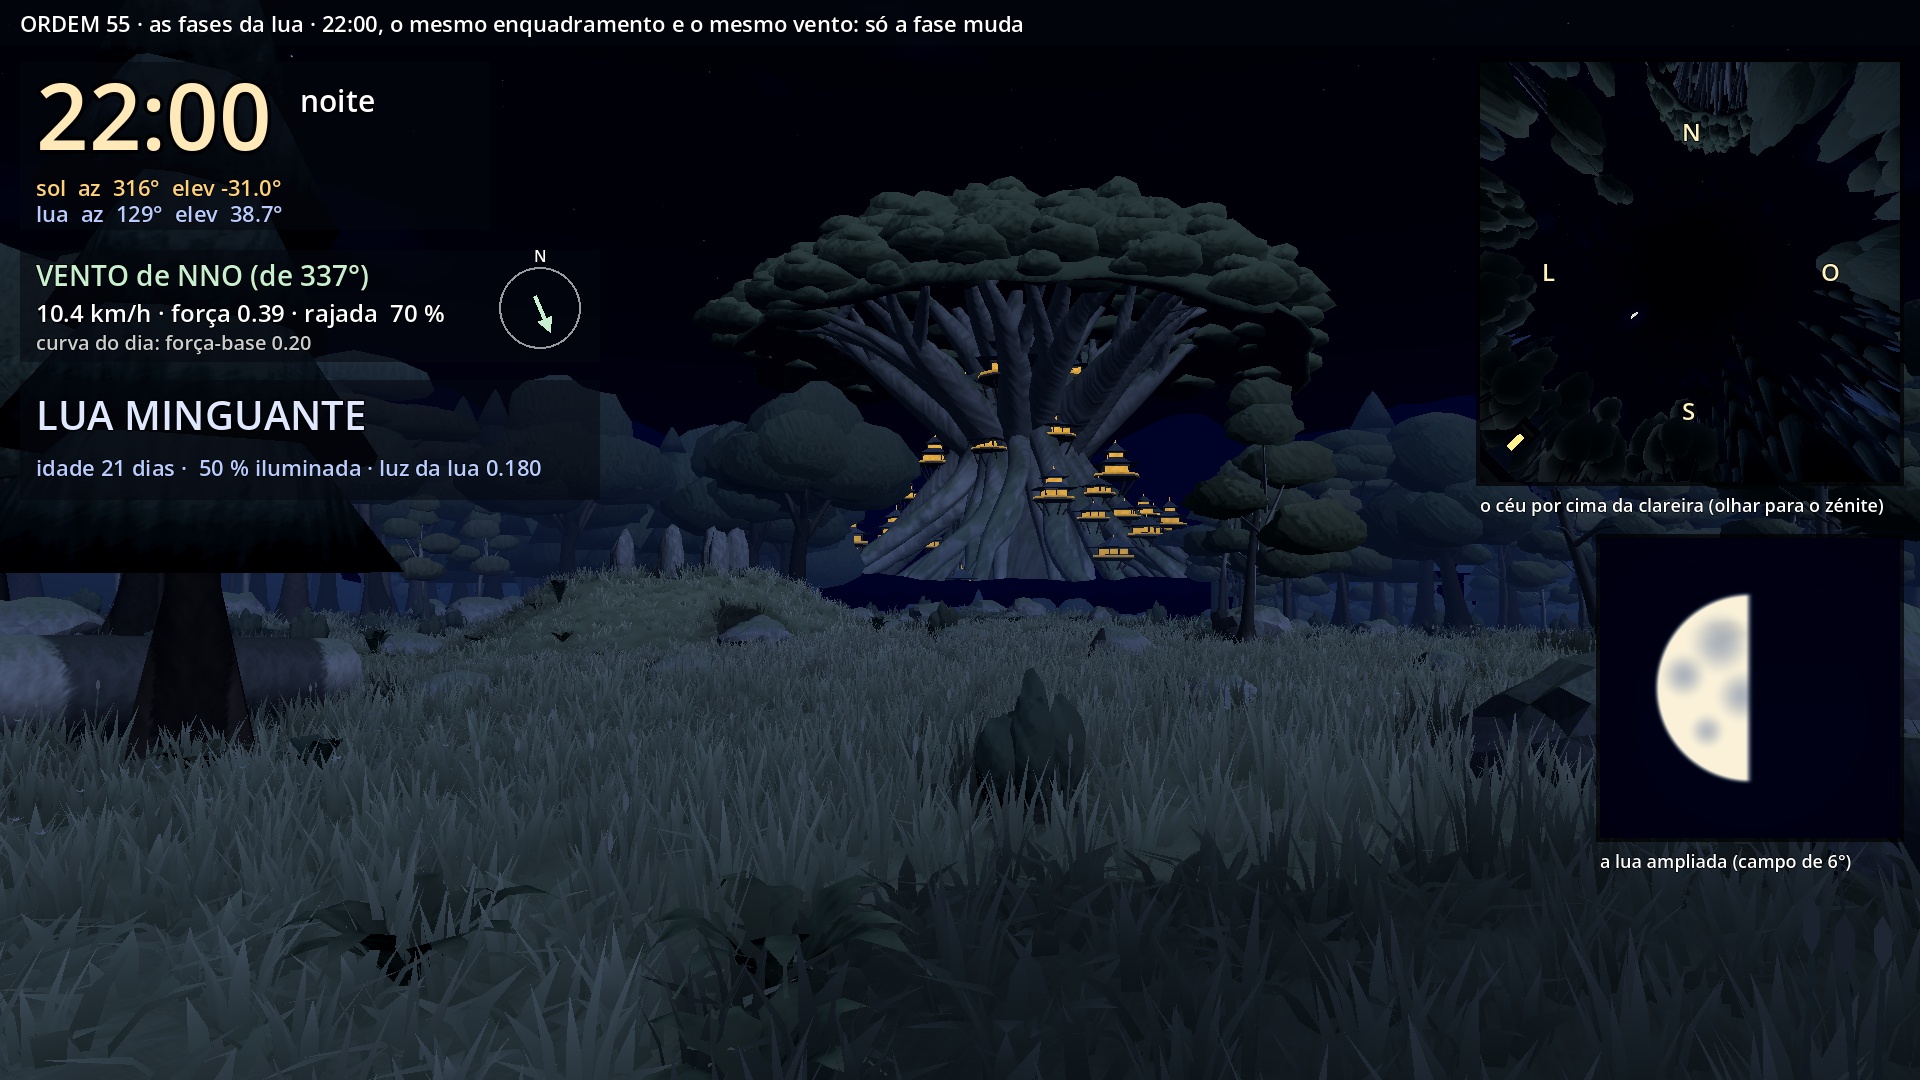 ORDEM 55 · as fases da lua · 22:00, o mesmo enquadramento e o mesmo vento: só a fase muda
22:00 noite
sol az 316° elev -31.0°
lua az 129° elev 38.7°
VENTO de NNO (de 337°)
10.4 km/h · força 0.39 · rajada 70 %
curva do dia: força-base 0.20
N
LUA MINGUANTE
idade 21 dias · 50 % iluminada · luz da lua 0.180
N
L
O
S
o céu por cima da clareira (olhar para o zénite)
a lua ampliada (campo de 6°)